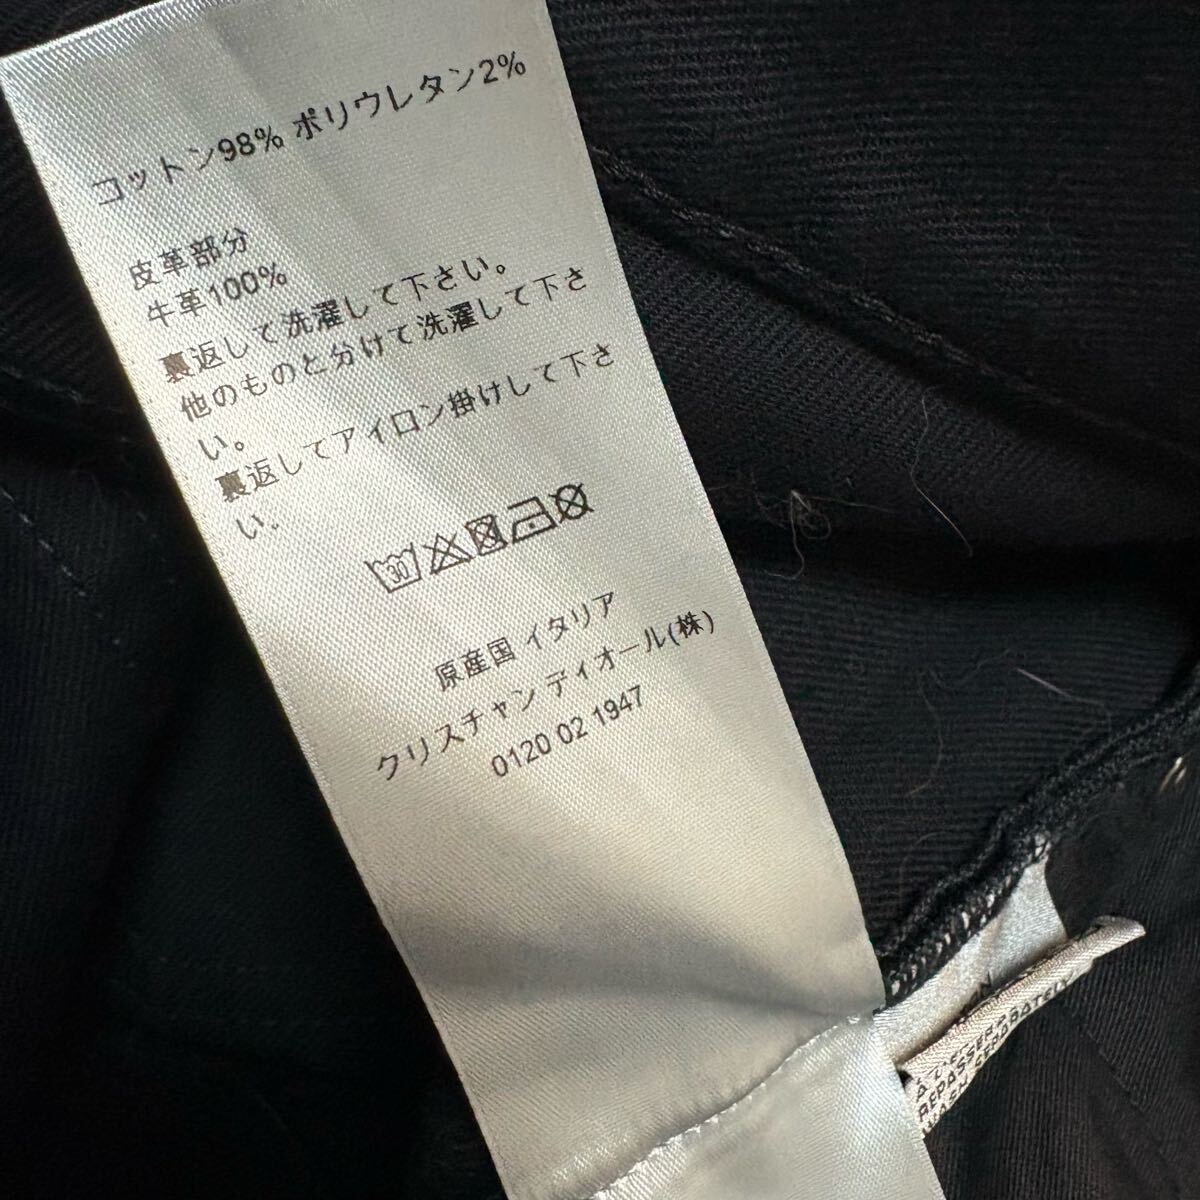 コットン98% ポリウレタン2%
皮革部分
牛革100%
裏返して洗濯して下さい。
他のものと分けて洗濯して下さ
い。
裏返してアイロン掛けして下さ
い。
30
原産国 イタリア
クリスチャン ディオール(株)
0120 02 1947
À L'E
REPASSER
WASH SEPARATELY